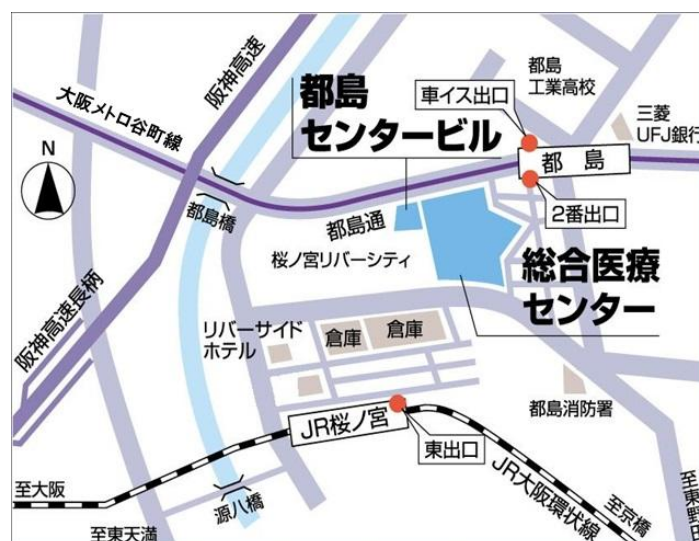 阪神高速
大阪メトロ谷町線
都島
工業高校
車イス出口
三菱
UFJ銀行
都島
センタービル
N
都 島
都島橋
都島通
2番出口
桜ノ宮リバーシティ
総合医療
センター
阪神高速長柄
リバーサイド
ホテル
倉庫
倉庫
都島消防署
JR桜ノ宮
東出口
JR大阪環状線
至大阪
源八橋
至東天満
至京橋
至東野田